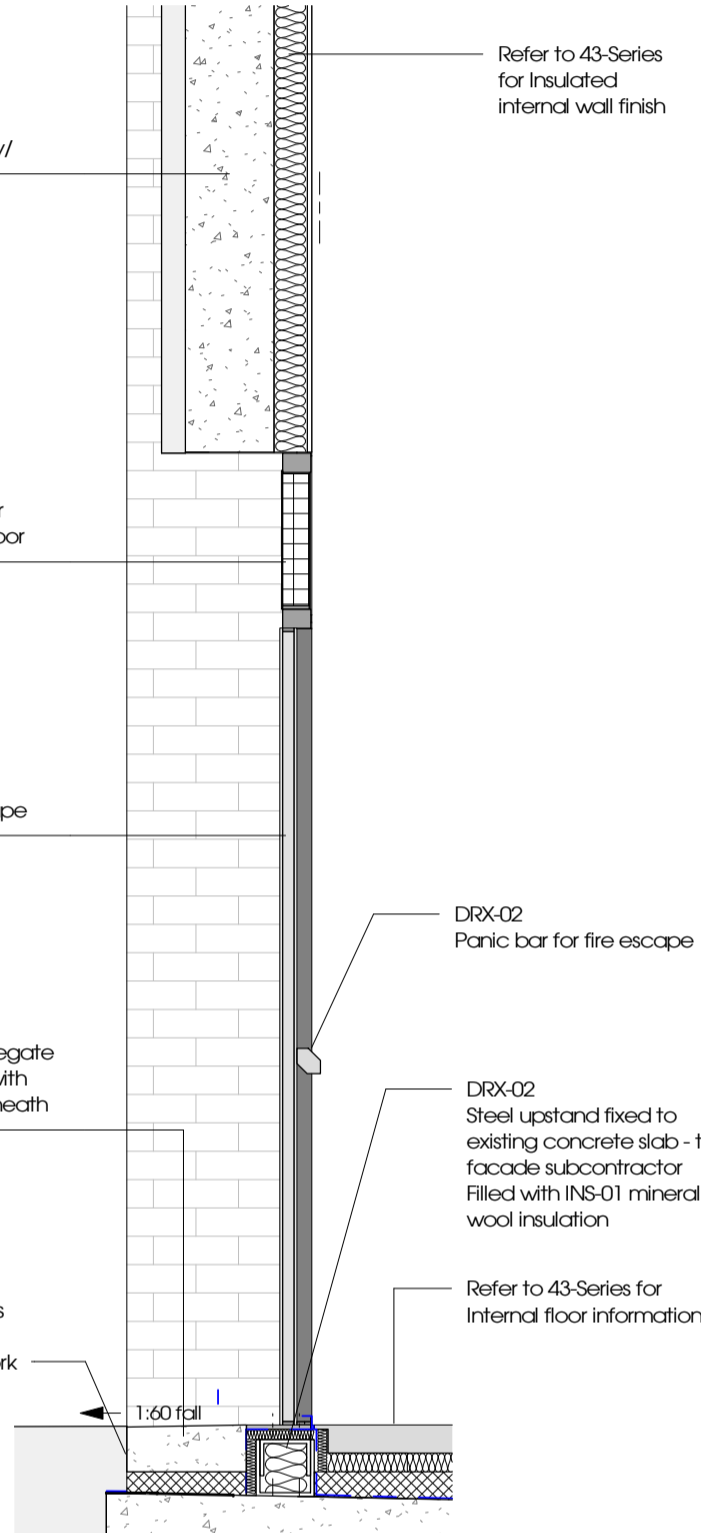 Refer to 43-Series
for Insulated
internal wall finish
DRX-02
Panic bar for fire escape
DRX-02
Steel upstand fixed to
existing concrete slab - t
facade subcontractor
Filled with INS-01 mineral
wool insulation
Refer to 43-Series for
Internal floor information
1:60 fall